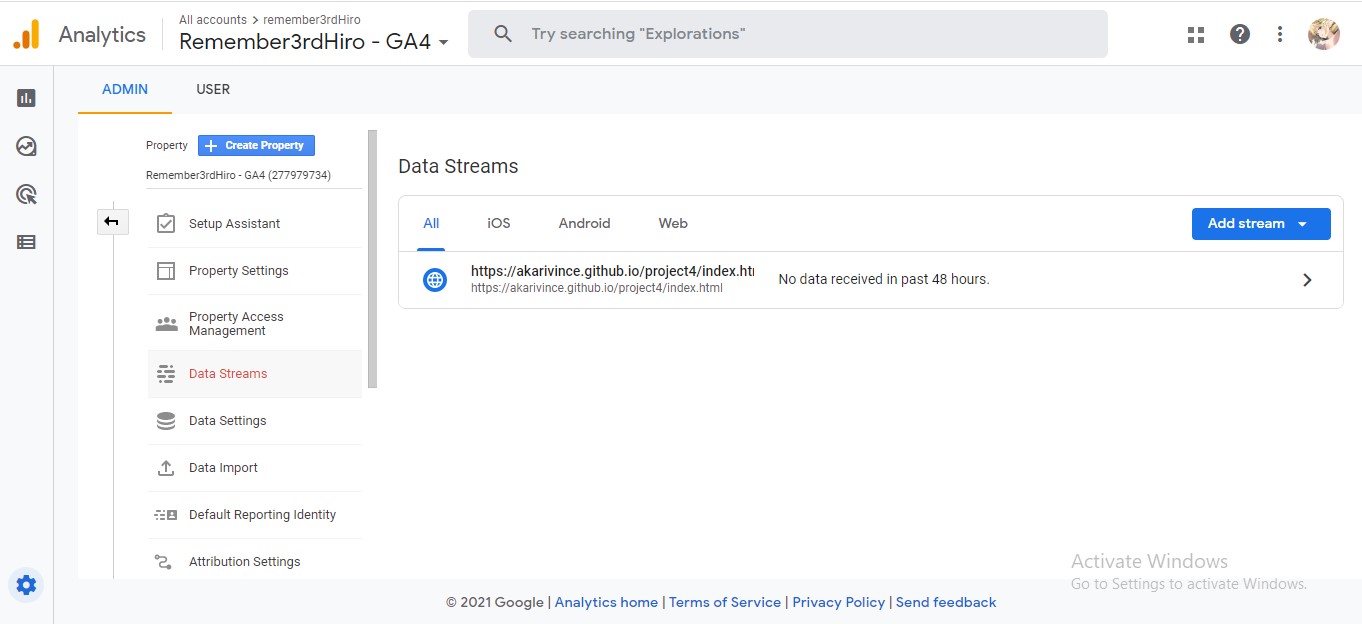 Analytics
All accounts > remember3rdHiro
Remember3rdHiro - GA4
Try searching "Explorations"
ADMIN
USER
Property
Create Property
Remember3rdHiro - GA4 (277979734)
Setup Assistant
Property Settings
Property Access
Management
Data Streams
Data Settings
Data Import
Default Reporting Identity
Attribution Settings
Data Streams
All
iOS
Android
Web
Add stream
https://akarivince.github.io/project4/index.htm
https://akarivince.github.io/project4/index.html
No data received in past 48 hours.
Activate Windows
Go to Settings to activate Windows.
© 2021 Google | Analytics home | Terms of Service | Privacy Policy | Send feedback